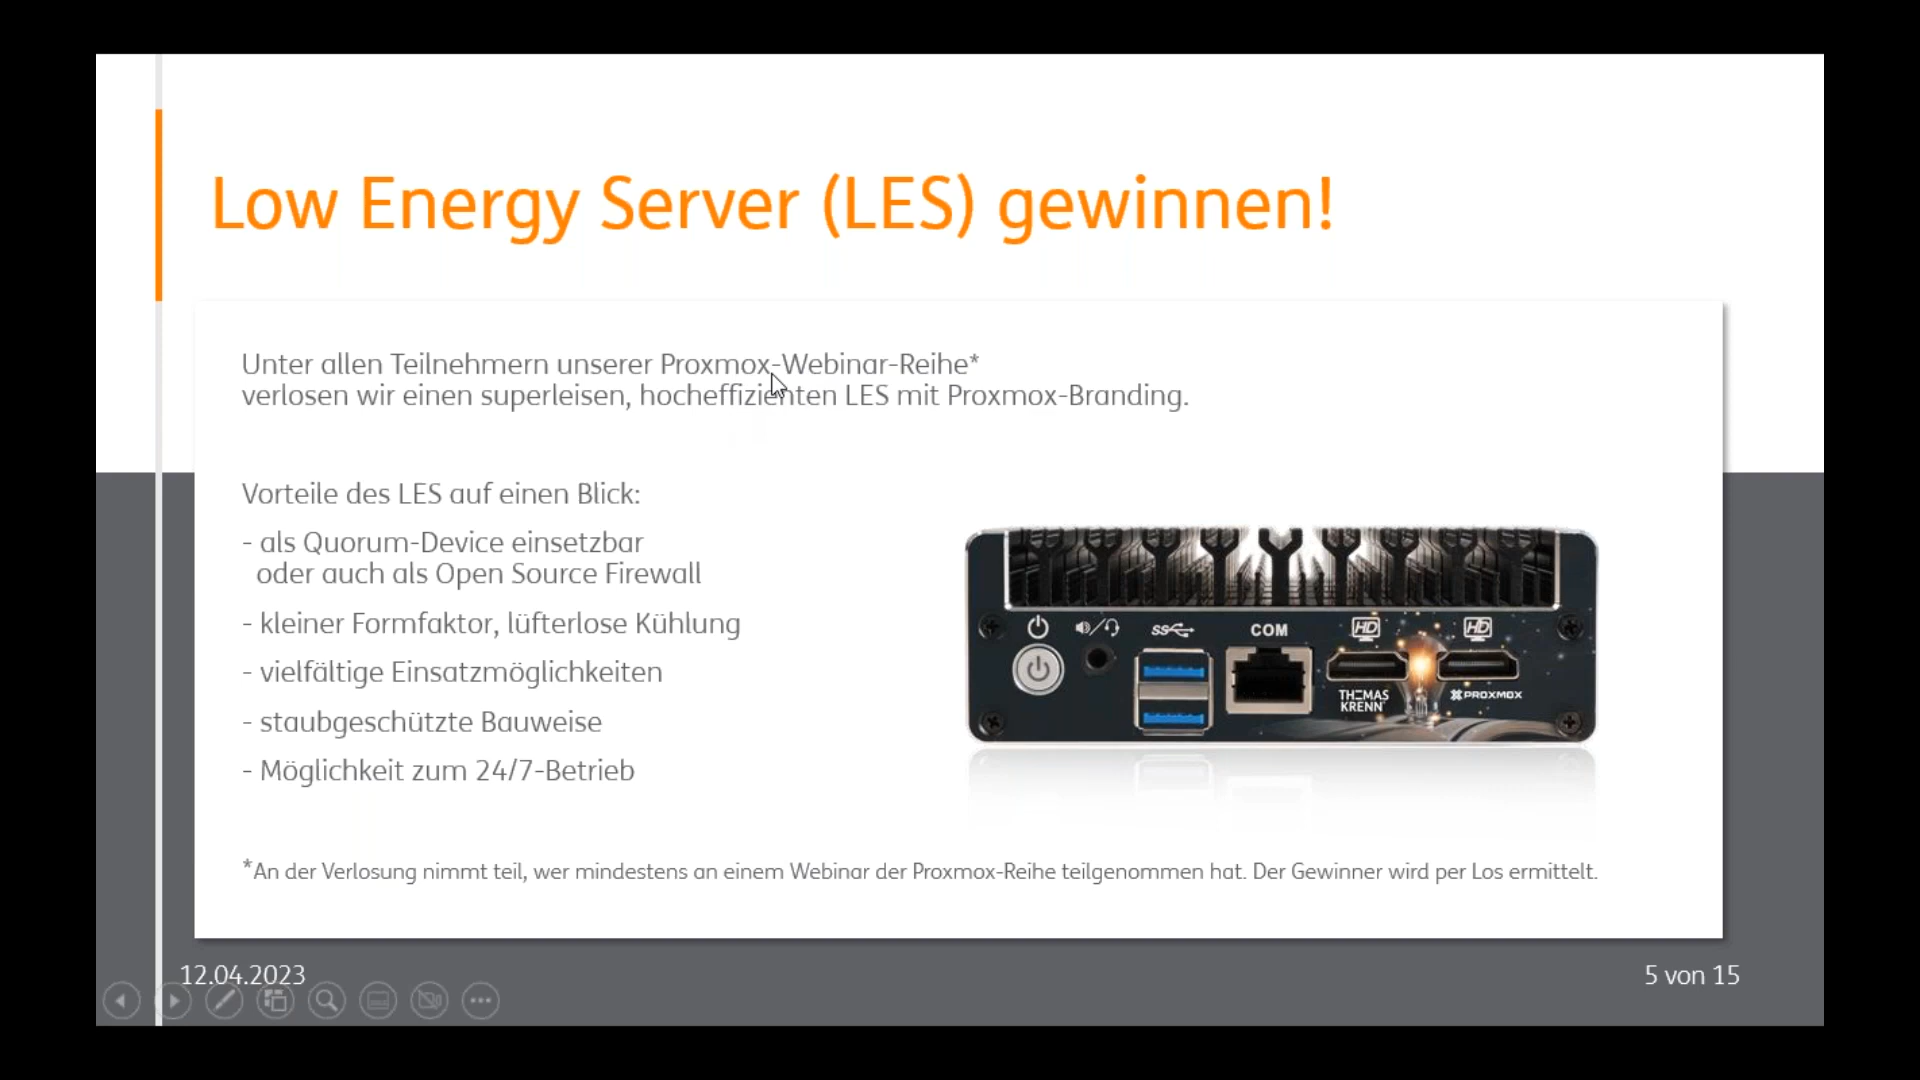 Low Energy Server (LES) gewinnen!
Unter allen Teilnehmern unserer Proxmox-Webinar-Reihe*
verlosen wir einen superleisen, hocheffizienten LES mit Proxmox-Branding.
Vorteile des LES auf einen Blick:
- als Quorum-Device einsetzbar
oder auch als Open Source Firewall
- kleiner Formfaktor, lüfterlose Kühlung
- vielfältige Einsatzmöglichkeiten
- staubgeschützte Bauweise
- Möglichkeit zum 24/7-Betrieb
SS
COM
HD
HD
THOMAS
KRENN
PROXMOX
*An der Verlosung nimmt teil, wer mindestens an einem Webinar der Proxmox-Reihe teilgenommen hat. Der Gewinner wird per Los ermittelt.
12.04.2023
5 von 15